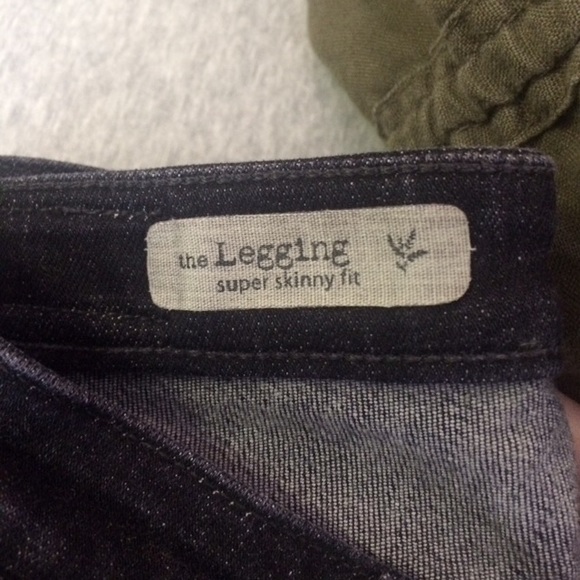 the Legging
super skinny fit